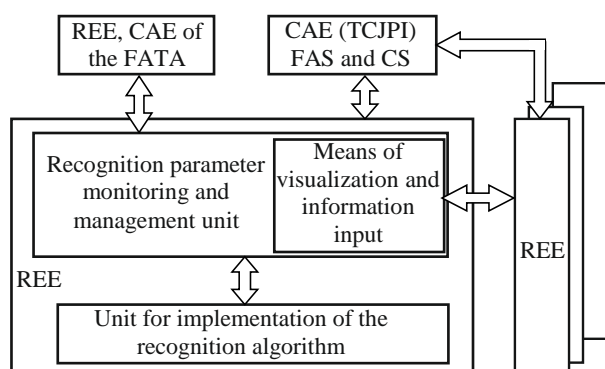 REE, CAE of
the FATA
CAE (TCJPI)
FAS and CS
Recognition parameter
monitoring and
management unit
Means of
visualization and
information
input
REE
REE
Unit for implementation of the
recognition algorithm